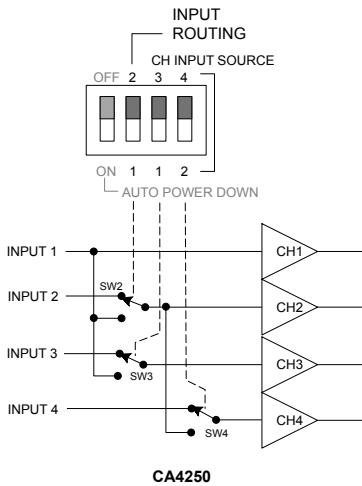 INPUT
ROUTING
CH INPUT SOURCE
OFF 2 3 4
ON 1 1 2
AUTO POWER DOWN
INPUT 1
CH1
INPUT 2
SW2
CH2
INPUT 3
SW3
CH3
INPUT 4
SW4
CH4
CA4250